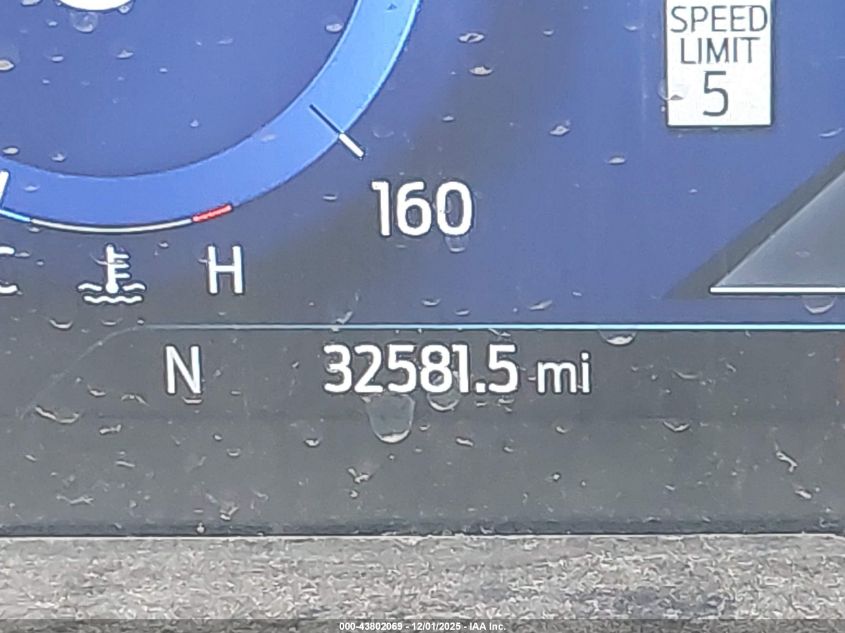 SPEED
LIMIT
5
160
C H
N 32581.5 mi
000-43802069 - 12/01/2025 - IAA Inc.